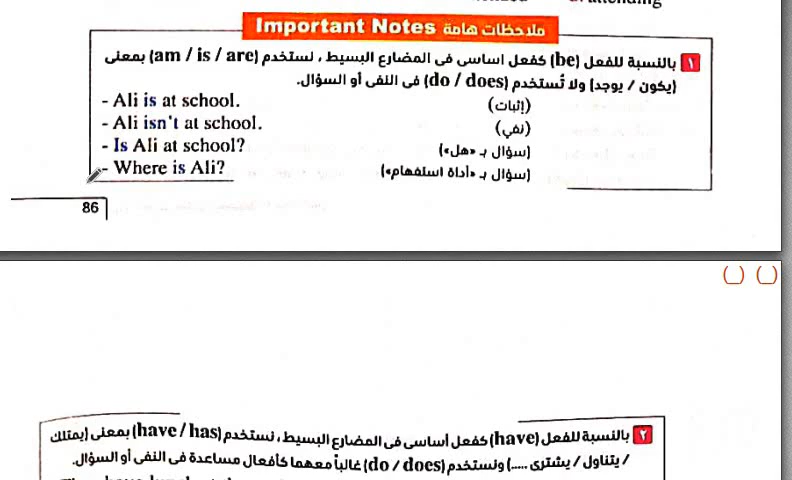 Important Notes ملاحظات هامة
١ بالنسبة للفعل (be) كفعل أساسى فى المضارع البسيط ، نستخدم (am / is / are) بمعنى
(يكون / يوجد) ولا تُستخدم (do / does) فى النفى أو السؤال.
- Ali is at school. (إثبات)
- Ali isn't at school. (نفي)
- Is Ali at school? (سؤال بـ «هل»)
- Where is Ali? (سؤال بـ «أداة استفهام»)
86
(_) (_)
٢ بالنسبة للفعل (have) كفعل أساسى فى المضارع البسيط ، نستخدم (have / has) بمعنى (يمتلك
/ يتناول / يشترى .....) ونستخدم (do / does) غالباً معهما كأفعال مساعدة فى النفى أو السؤال.